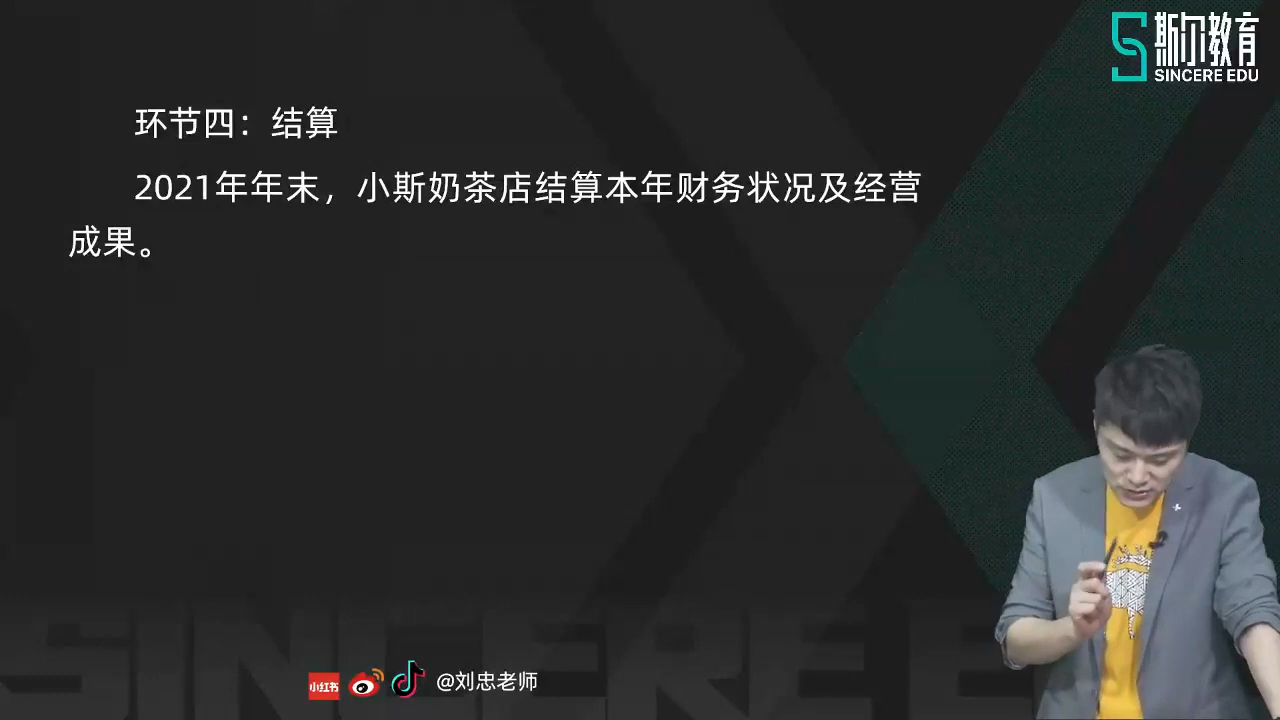 斯尔教育
SINCERE EDU
环节四：结算
2021年年末，小斯奶茶店结算本年财务状况及经营
成果。
SINCERE E
小红书 @刘忠老师